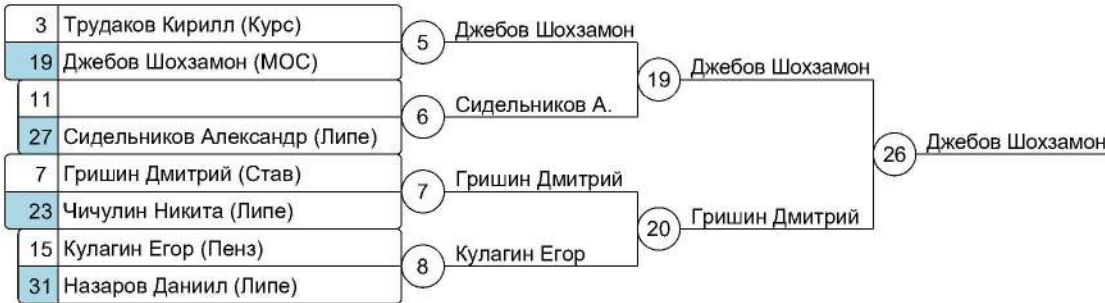 3 Трудаков Кирилл (Курс)
19 Джебов Шохзамон (МОС)
5 Джебов Шохзамон
11
27 Сидельников Александр (Липе)
6 Сидельников А.
19 Джебов Шохзамон
7 Гришин Дмитрий (Став)
23 Чичулин Никита (Липе)
7 Гришин Дмитрий
15 Кулагин Егор (Пенз)
31 Назаров Даниил (Липе)
8 Кулагин Егор
20 Гришин Дмитрий
26 Джебов Шохзамон